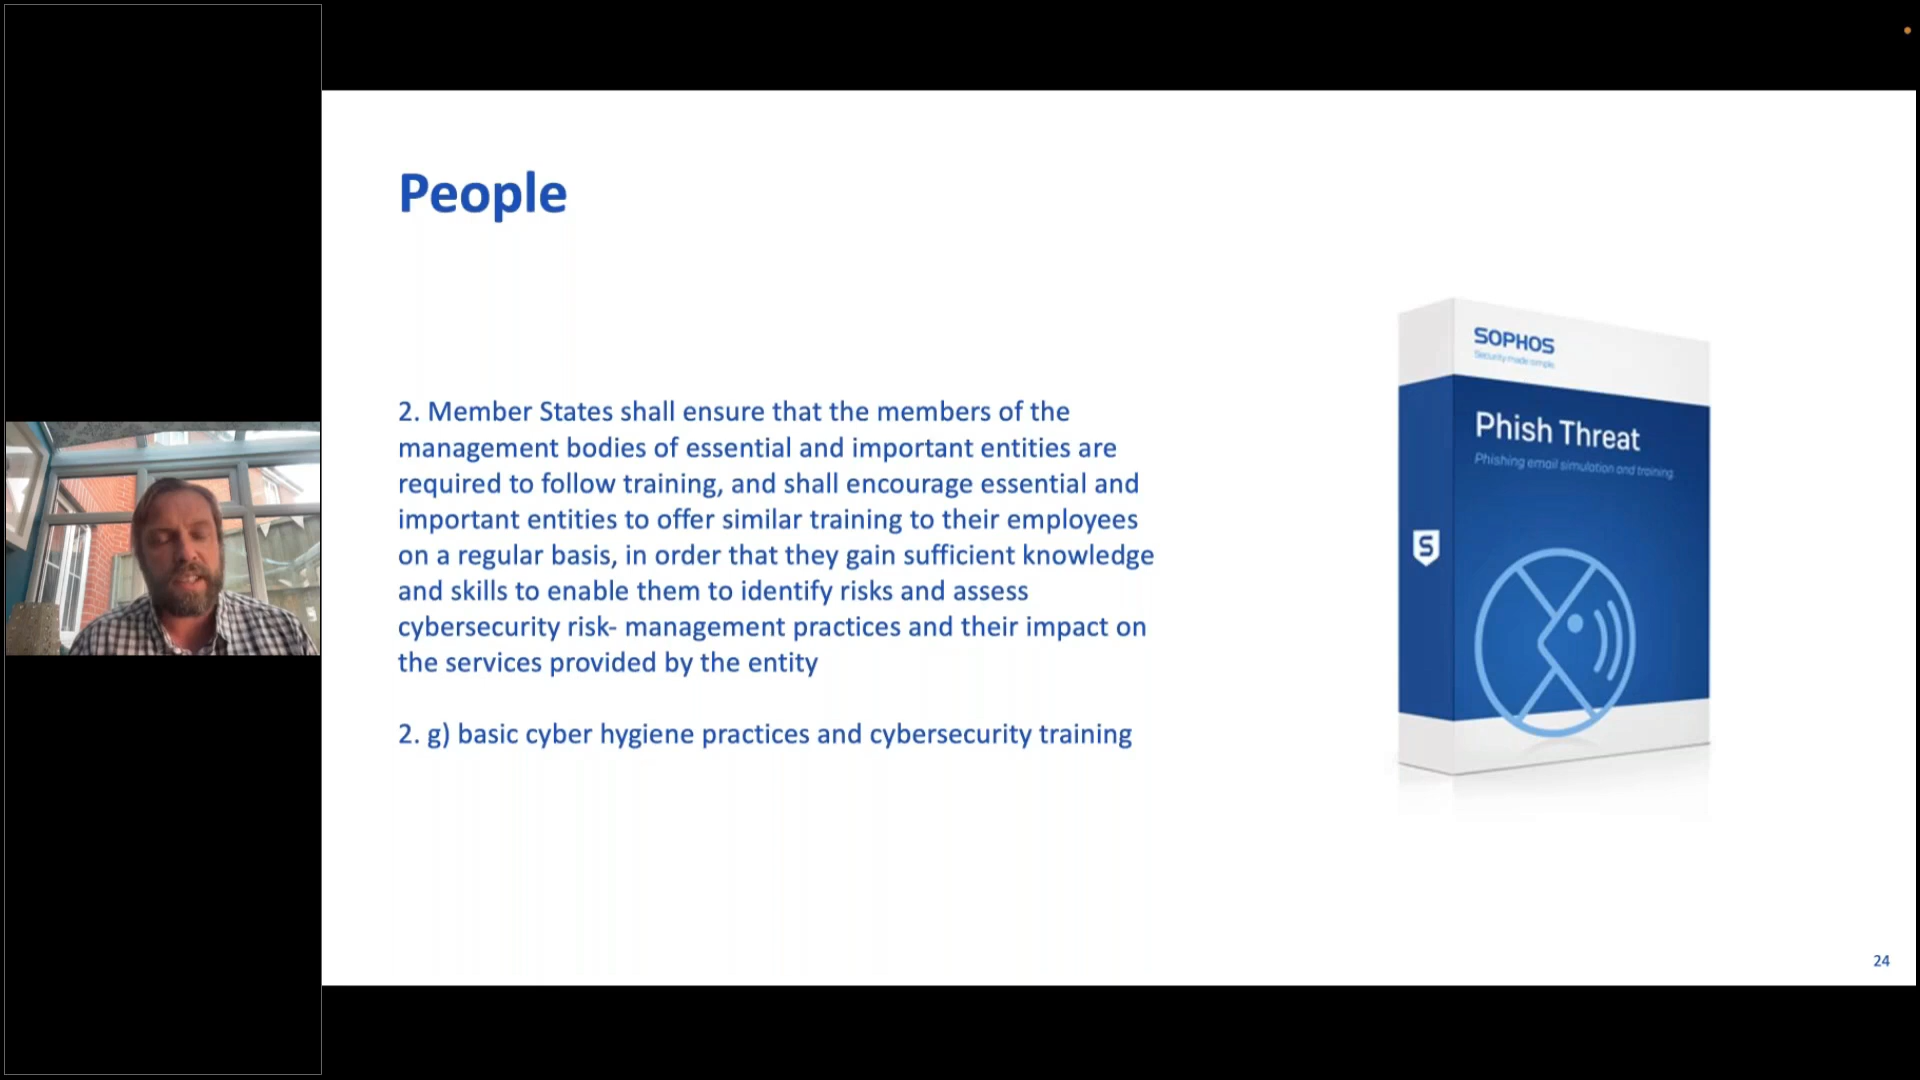 People
2. Member States shall ensure that the members of the
management bodies of essential and important entities are
required to follow training, and shall encourage essential and
important entities to offer similar training to their employees
on a regular basis, in order that they gain sufficient knowledge
and skills to enable them to identify risks and assess
cybersecurity risk- management practices and their impact on
the services provided by the entity
2. g) basic cyber hygiene practices and cybersecurity training
SOPHOS
Security made simple
Phish Threat
Phishing email simulation and training
S
24